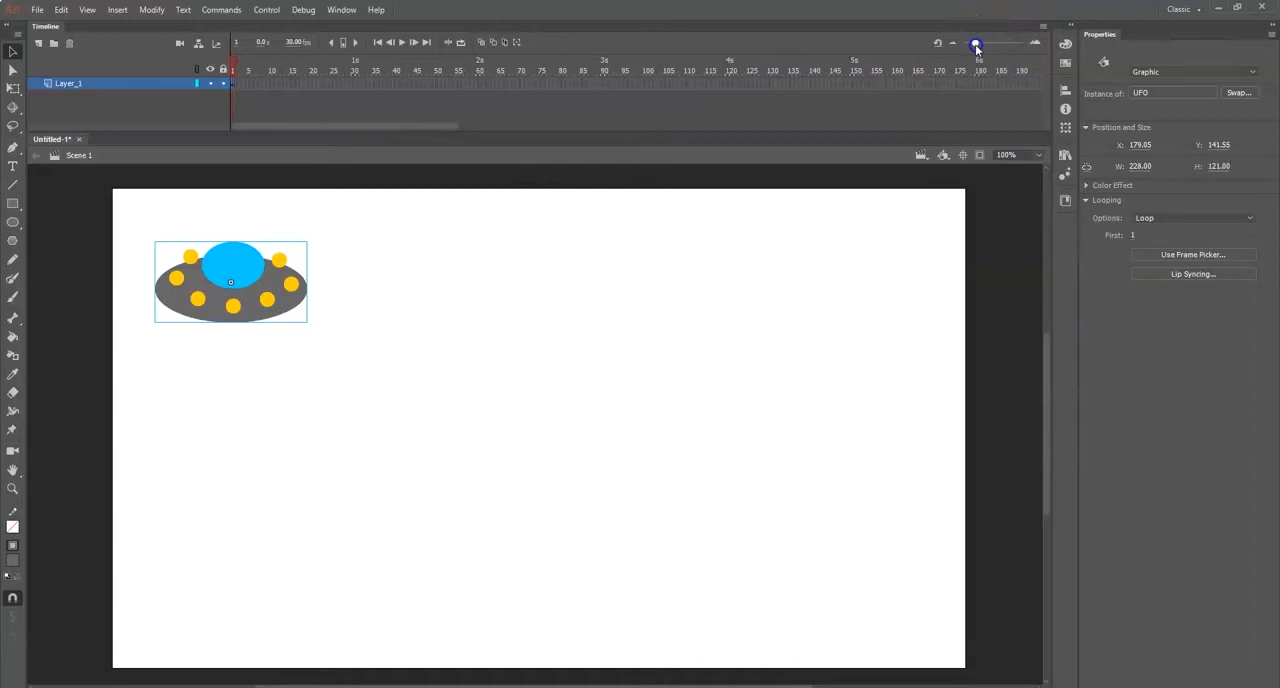 An File Edit View Insert Modify Text Commands Control Debug Window Help Classic
Timeline
1 0.0s 30.00fps
1s 2s 3s 4s 5s 6s
1 5 10 15 20 25 30 35 40 45 50 55 60 65 70 75 80 85 90 95 100 105 110 115 120 125 130 135 140 145 150 155 160 165 170 175 180 185 190
Layer_1
Untitled-1* ×
Scene 1 100%
Properties
Graphic
Instance of: UFO Swap...
Position and Size
X: 179.05 Y: 141.55
W: 228.00 H: 121.00
Color Effect
Looping
Options: Loop
First: 1
Use Frame Picker...
Lip Syncing...